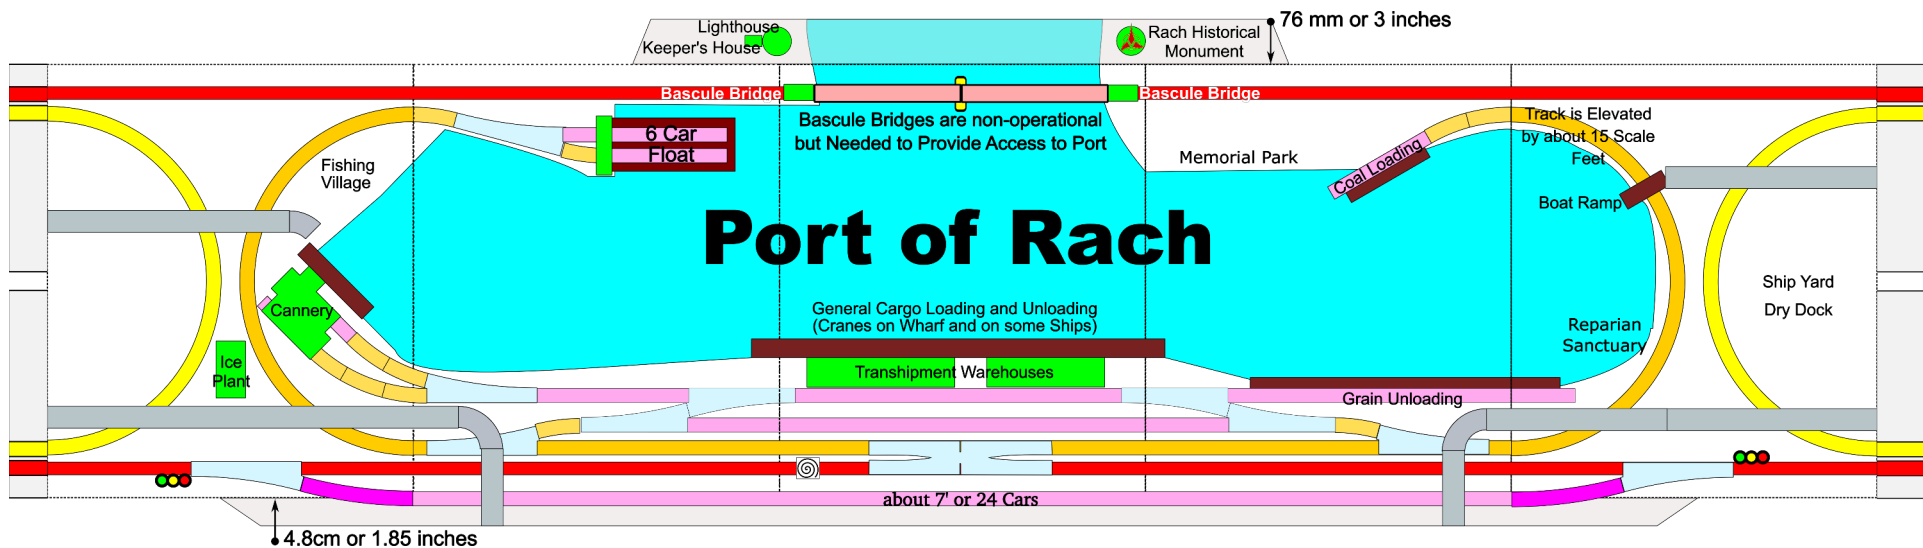 Lighthouse
Keeper's House
Rach Historical
Monument
76 mm or 3 inches
Bascule Bridge
Bascule Bridge
Bascule Bridges are non-operational
but Needed to Provide Access to Port
6 Car
Float
Fishing
Village
Memorial Park
Coal Loading
Track is Elevated
by about 15 Scale
Feet
Boat Ramp
Port of Rach
Cannery
Ice
Plant
General Cargo Loading and Unloading
(Cranes on Wharf and on some Ships)
Transhipment Warehouses
Ship Yard
Dry Dock
Reparian
Sanctuary
Grain Unloading
about 7' or 24 Cars
4.8cm or 1.85 inches